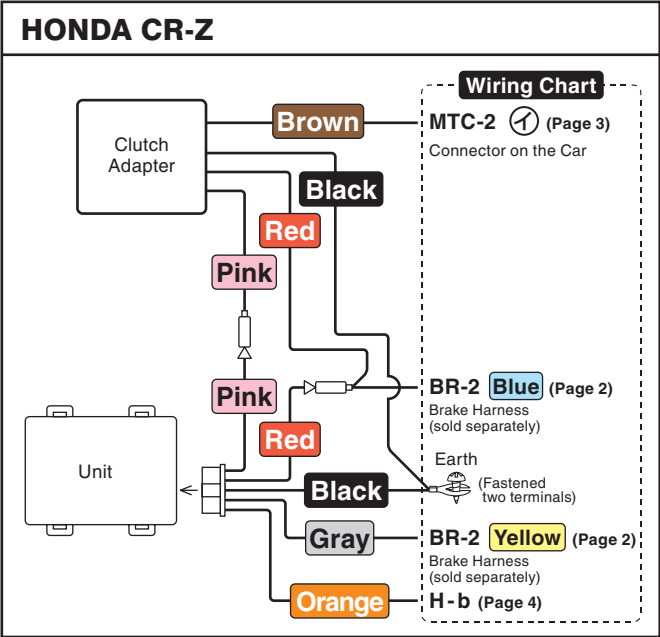 HONDA CR-Z
Wiring Chart
Clutch
Adapter
Brown
MTC-2 イ (Page 3)
Connector on the Car
Black
Red
Pink
Pink
BR-2 Blue (Page 2)
Brake Harness
(sold separately)
Red
Unit
Earth
(Fastened
two terminals)
Black
Gray
BR-2 Yellow (Page 2)
Brake Harness
(sold separately)
Orange
H-b (Page 4)